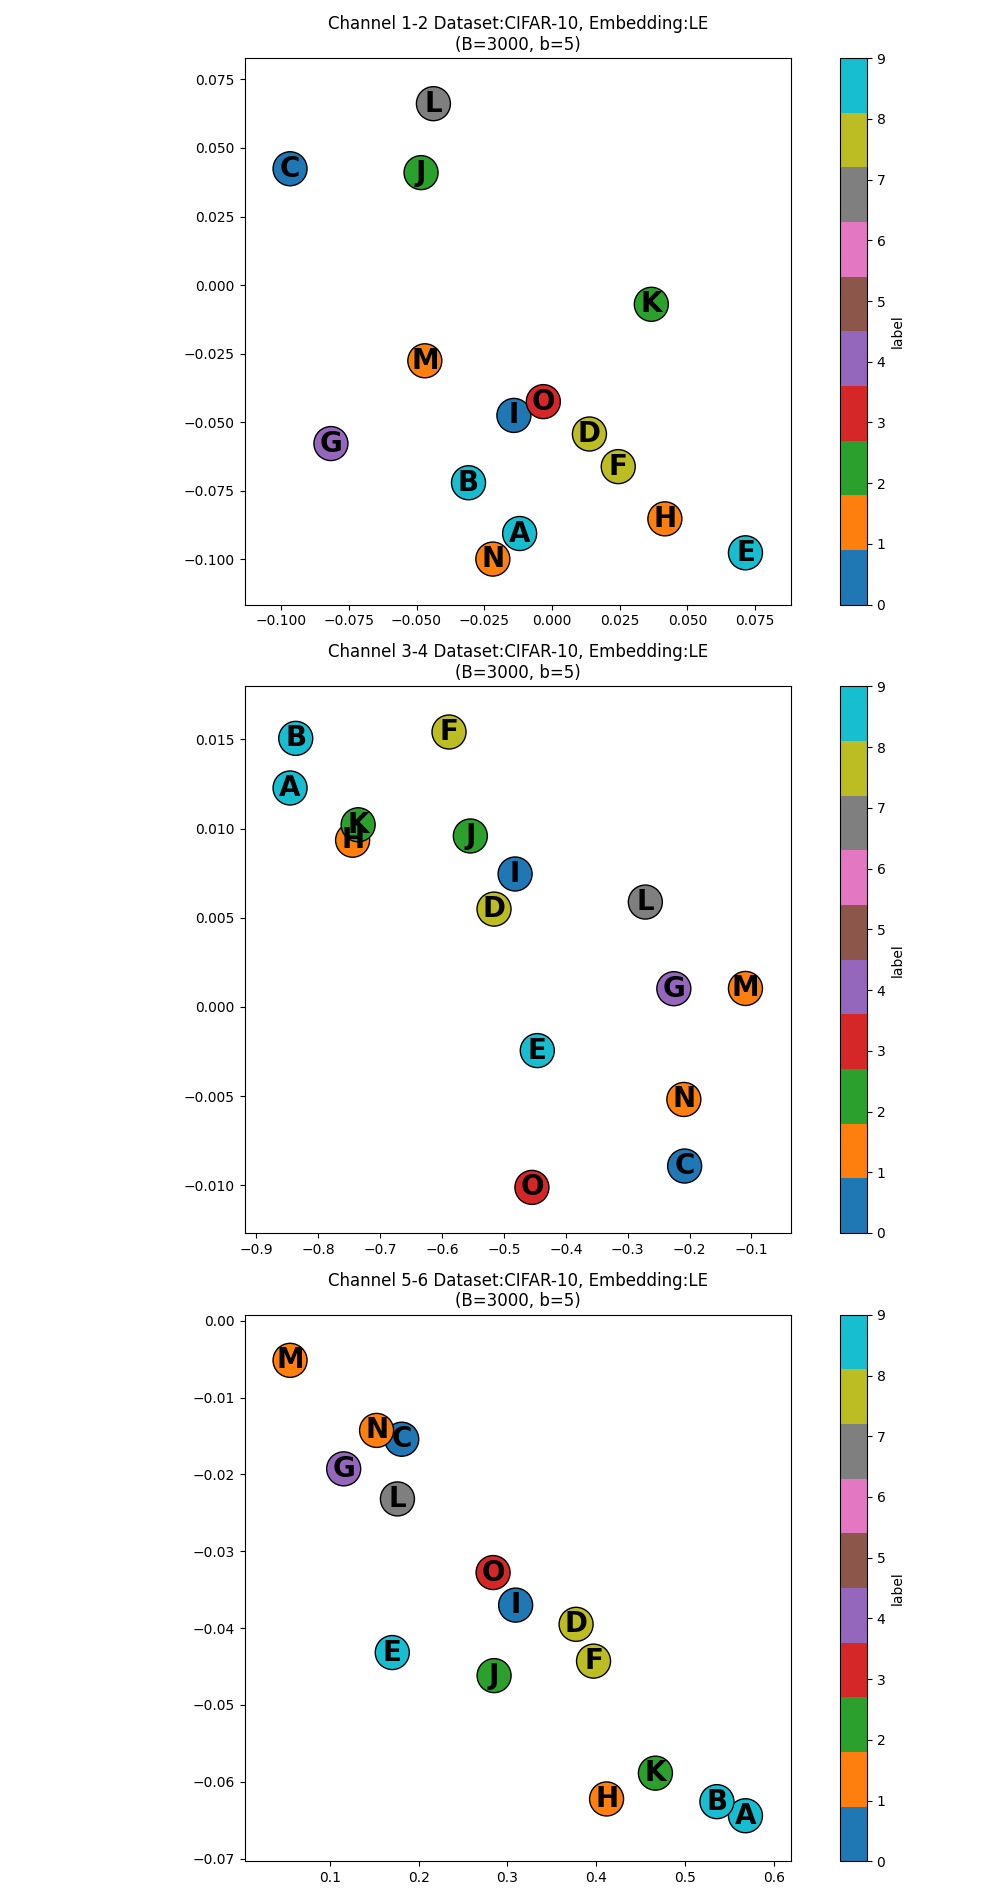 Channel 1-2 Dataset:CIFAR-10, Embedding:LE
(B=3000, b=5)
0.075
0.050
0.025
0.000
−0.025
−0.050
−0.075
−0.100
L
C
J
K
M
O
I
D
G
F
B
H
A
E
N
−0.100 −0.075 −0.050 −0.025 0.000 0.025 0.050 0.075
9
8
7
6
5
4
3
2
1
0
label
Channel 3-4 Dataset:CIFAR-10, Embedding:LE
(B=3000, b=5)
0.015
0.010
0.005
0.000
−0.005
−0.010
F
B
A
K
J
H
I
L
D
G
M
E
N
C
O
−0.9 −0.8 −0.7 −0.6 −0.5 −0.4 −0.3 −0.2 −0.1
9
8
7
6
5
4
3
2
1
0
label
Channel 5-6 Dataset:CIFAR-10, Embedding:LE
(B=3000, b=5)
0.00
−0.01
−0.02
−0.03
−0.04
−0.05
−0.06
−0.07
M
N
C
G
L
O
I
D
E
F
J
K
H
B
A
0.1 0.2 0.3 0.4 0.5 0.6
9
8
7
6
5
4
3
2
1
0
label